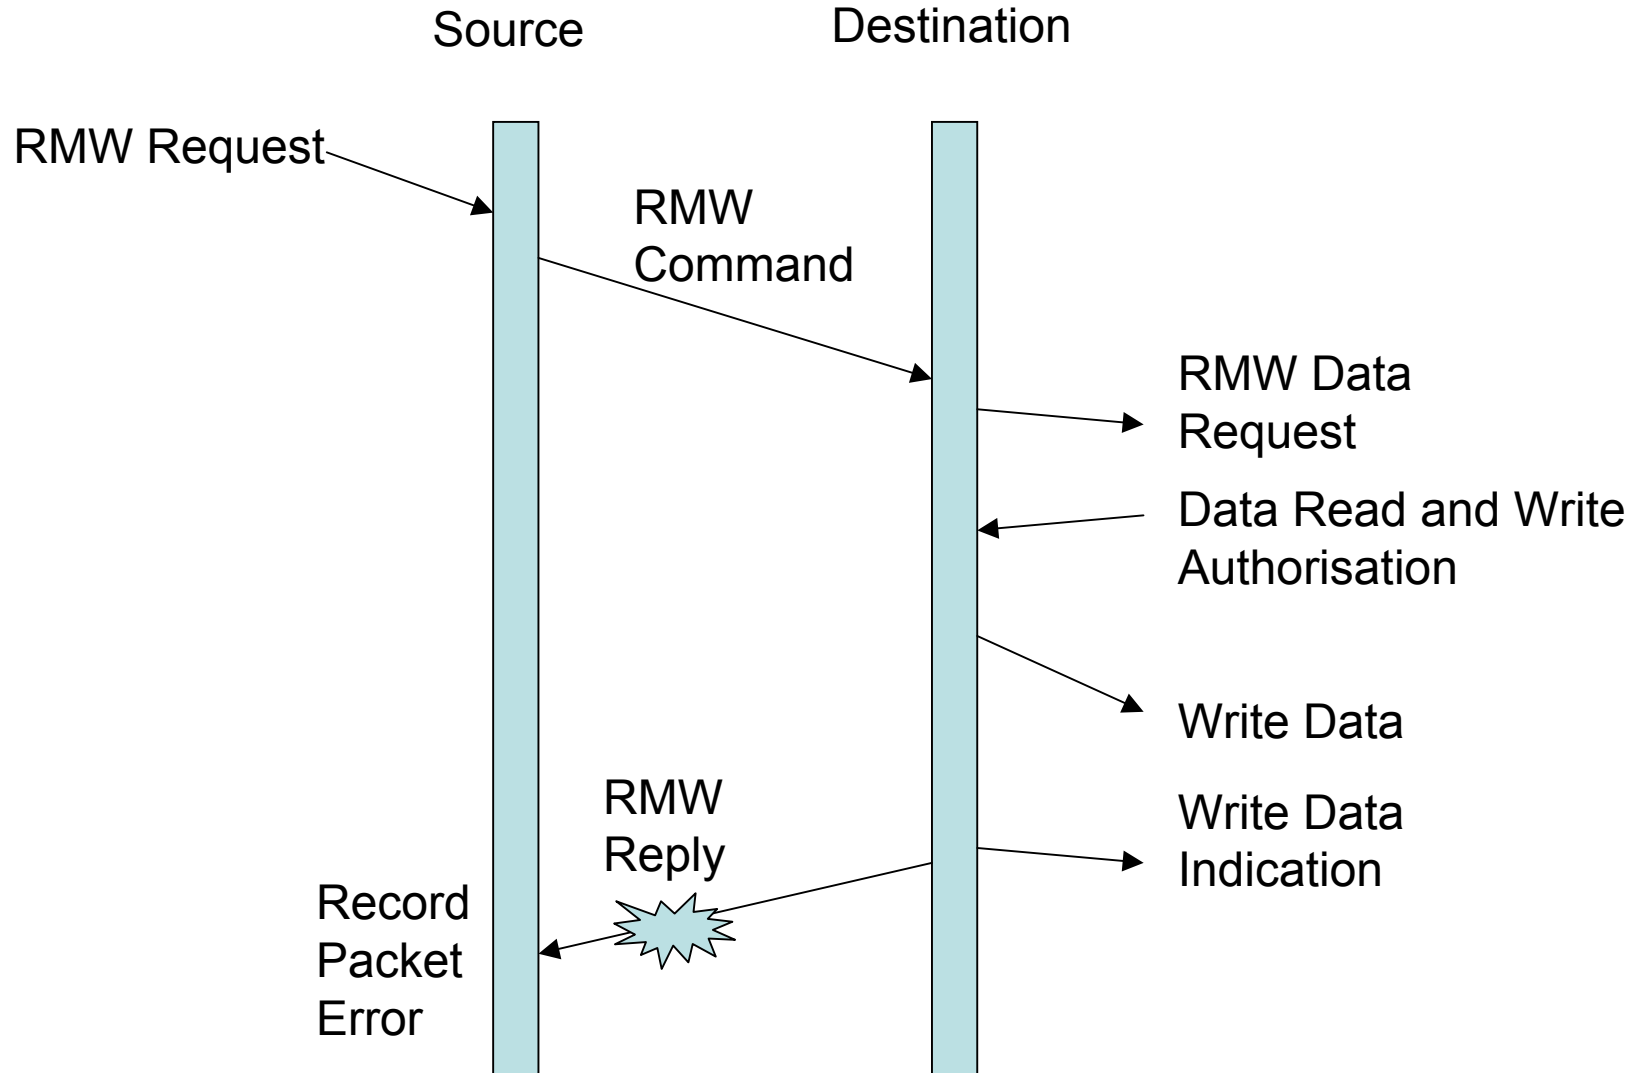 Source
Destination
RMW Request
RMW
Command
RMW Data
Request
Data Read and Write
Authorisation
Write Data
RMW
Reply
Write Data
Indication
Record
Packet
Error